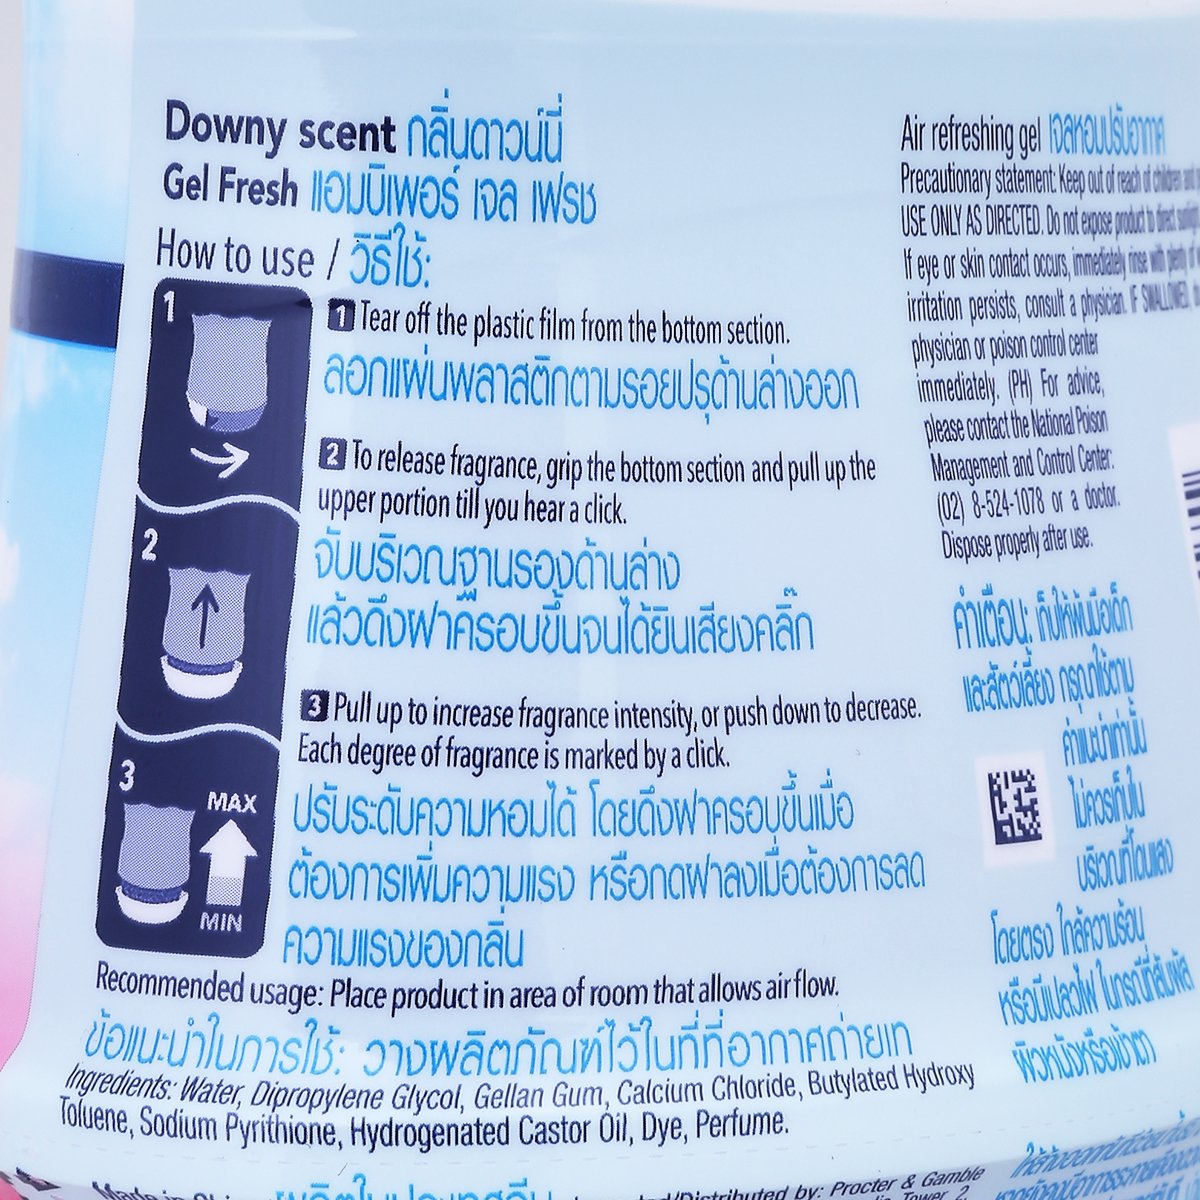 Downy scent กลิ่นดาวน์นี่
Gel Fresh แอมบิเพอร์ เจล เฟรช
How to use / วิธีใช้:
1 Tear off the plastic film from the bottom section.
ลอกแผ่นพลาสติกตามรอยปรุด้านล่างออก
2 To release fragrance, grip the bottom section and pull up the
upper portion till you hear a click.
จับบริเวณฐานรองด้านล่าง
แล้วดึงฝาครอบขึ้นจนได้ยินเสียงคลิ๊ก
3 Pull up to increase fragrance intensity, or push down to decrease.
Each degree of fragrance is marked by a click.
ปรับระดับความหอมได้ โดยดึงฝาครอบขึ้นเมื่อ
ต้องการเพิ่มความแรง หรือกดฝาลงเมื่อต้องการลด
ความแรงของกลิ่น
1
2
3
MAX
MIN
Recommended usage: Place product in area of room that allows air flow.
ข้อแนะนำในการใช้: วางผลิตภัณฑ์ไว้ในที่ที่อากาศถ่ายเท
Ingredients: Water, Dipropylene Glycol, Gellan Gum, Calcium Chloride, Butylated Hydroxy
Toluene, Sodium Pyrithione, Hydrogenated Castor Oil, Dye, Perfume.
Distributed by: Procter & Gamble
Tower 2,
Air refreshing gel เจลหอมปรับอากาศ
Precautionary statement: Keep out of reach of children and
USE ONLY AS DIRECTED. Do not expose product to direct
If eye or skin contact occurs, immediately rinse with plenty of
irritation persists, consult a physician. IF SWALLOWED,
physician or poison control center
immediately. (PH) For advice,
please contact the National Poison
Management and Control Center:
(02) 8-524-1078 or a doctor.
Dispose properly after use.
คำเตือน: เก็บให้พ้นมือเด็ก
และสัตว์เลี้ยง กรุณาใช้ตาม
คำแนะนำเท่านั้น
ไม่ควรเก็บใน
บริเวณที่โดนแสง
โดยตรง ใกล้ความร้อน
หรือมีเปลวไฟ ในกรณีที่สัมผัส
ผิวหนังหรือเข้าตา